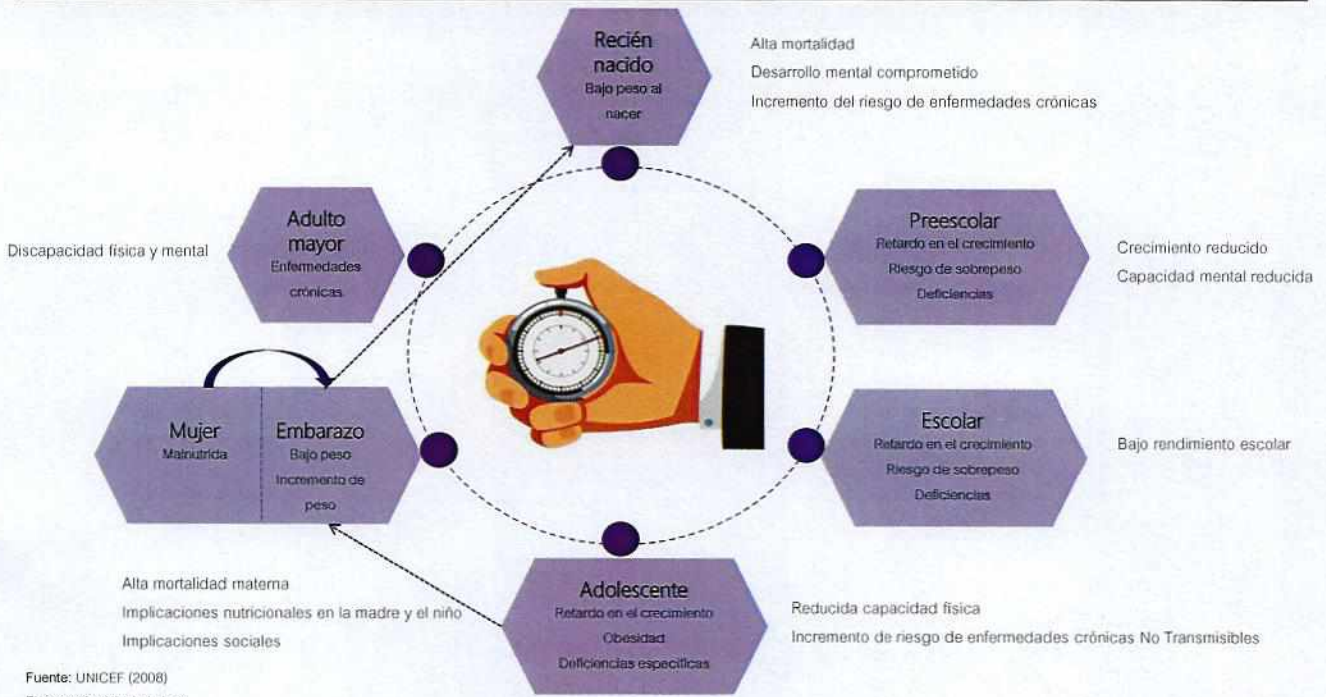 Recién
nacido
Bajo peso al
nacer
Alta mortalidad
Desarrollo mental comprometido
Incremento del riesgo de enfermedades crónicas
Adulto
mayor
Enfermedades
crónicas
Discapacidad física y mental
Preescolar
Retardo en el crecimiento
Riesgo de sobrepeso
Deficiencias
Crecimiento reducido
Capacidad mental reducida
Mujer
Malnutrida
Embarazo
Bajo peso
Incremento de
peso
Escolar
Retardo en el crecimiento
Riesgo de sobrepeso
Deficiencias
Bajo rendimiento escolar
Alta mortalidad materna
Implicaciones nutricionales en la madre y el niño
Implicaciones sociales
Adolescente
Retardo en el crecimiento
Obesidad
Deficiencias específicas
Reducida capacidad física
Incremento de riesgo de enfermedades crónicas No Transmisibles
Fuente: UNICEF (2008)